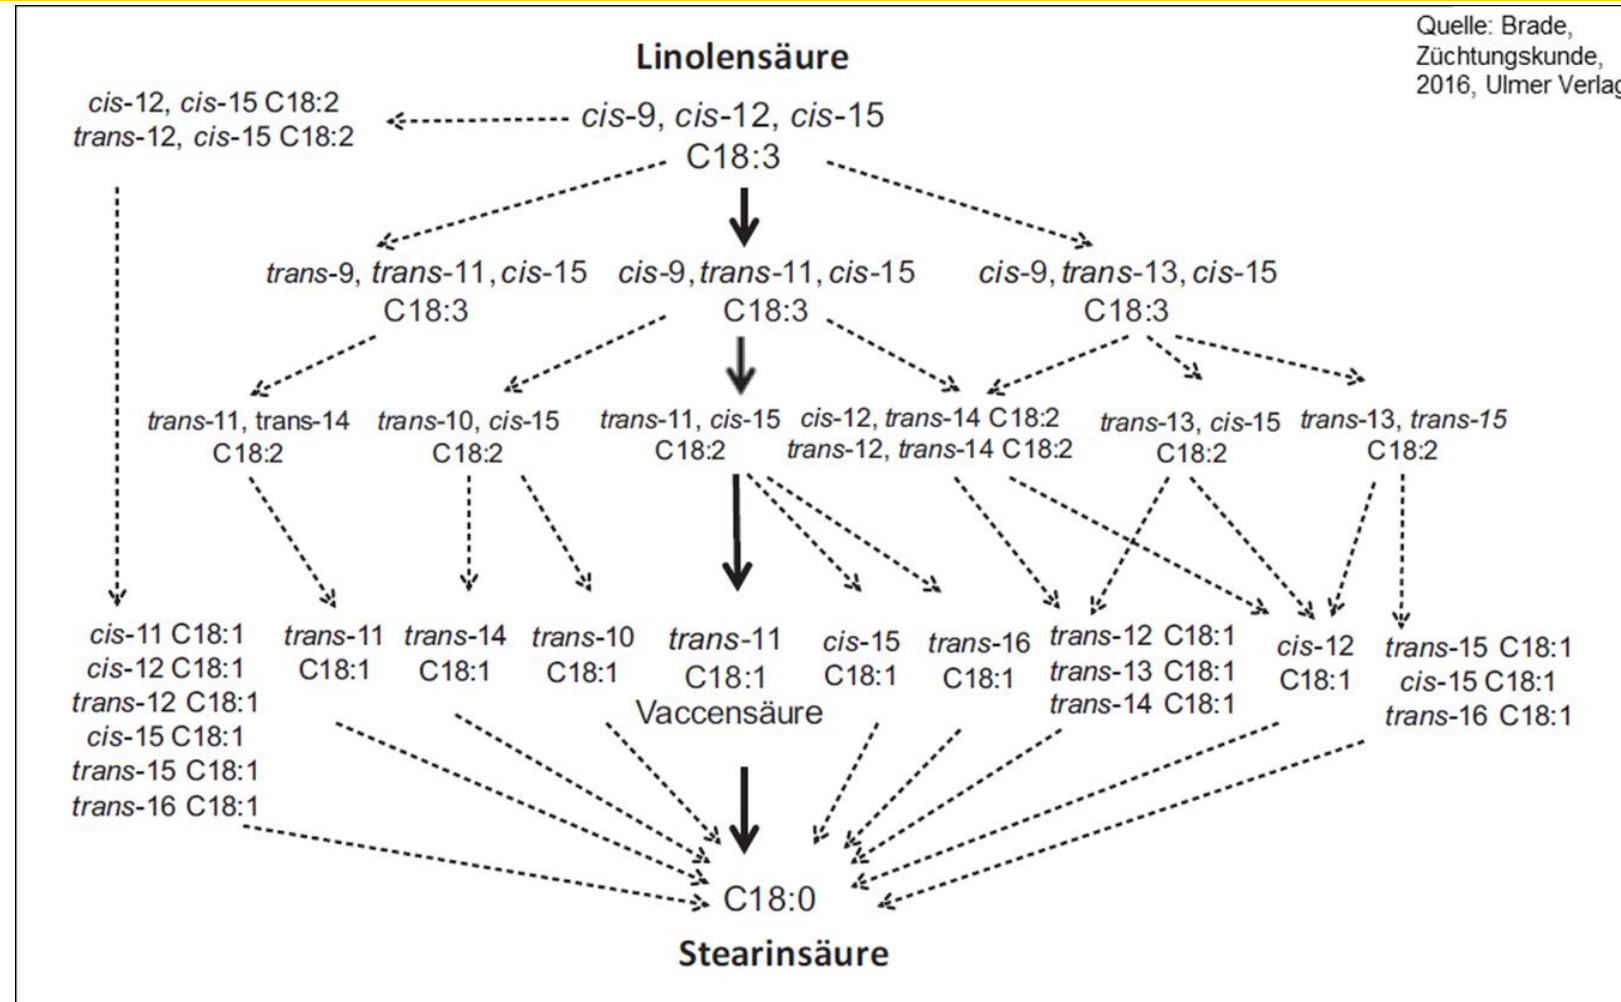 Quelle: Brade,
Züchtungskunde,
2016, Ulmer Verlag
Linolensäure
cis-9, cis-12, cis-15
C18:3
cis-12, cis-15 C18:2
trans-12, cis-15 C18:2
trans-9, trans-11, cis-15
C18:3
cis-9, trans-11, cis-15
C18:3
cis-9, trans-13, cis-15
C18:3
trans-11, trans-14
C18:2
trans-10, cis-15
C18:2
trans-11, cis-15
C18:2
cis-12, trans-14 C18:2
trans-12, trans-14 C18:2
trans-13, cis-15
C18:2
trans-13, trans-15
C18:2
cis-11 C18:1
cis-12 C18:1
trans-12 C18:1
cis-15 C18:1
trans-15 C18:1
trans-16 C18:1
trans-11
C18:1
trans-14
C18:1
trans-10
C18:1
trans-11
C18:1
Vaccensäure
cis-15
C18:1
trans-16
C18:1
trans-12 C18:1
trans-13 C18:1
trans-14 C18:1
cis-12
C18:1
trans-15 C18:1
cis-15 C18:1
trans-16 C18:1
C18:0
Stearinsäure